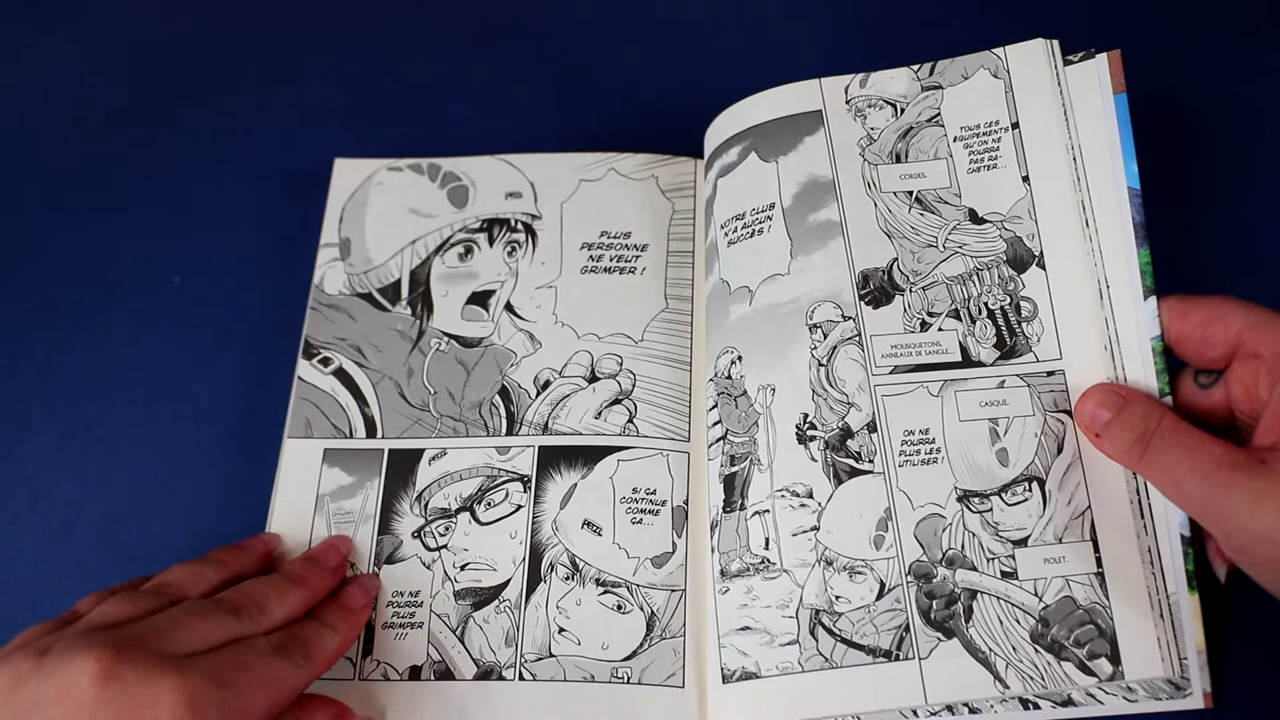 PETZL
PLUS
PERSONNE
NE VEUT
GRIMPER !
ON NE
POURRA
PLUS
GRIMPER
!!!
SI ÇA
CONTINUE
COMME
ÇA...
PETZL
NOTRE CLUB
N'A AUCUN
SUCCÈS !
TOUS CES
ÉQUIPEMENTS
QU'ON NE
POURRA
PAS RA-
CHETER...
CORDES.
MOUSQUETONS,
ANNEAUX DE SANGLE...
CASQUE.
ON NE
POURRA
PLUS LES
UTILISER !
PIOLET.